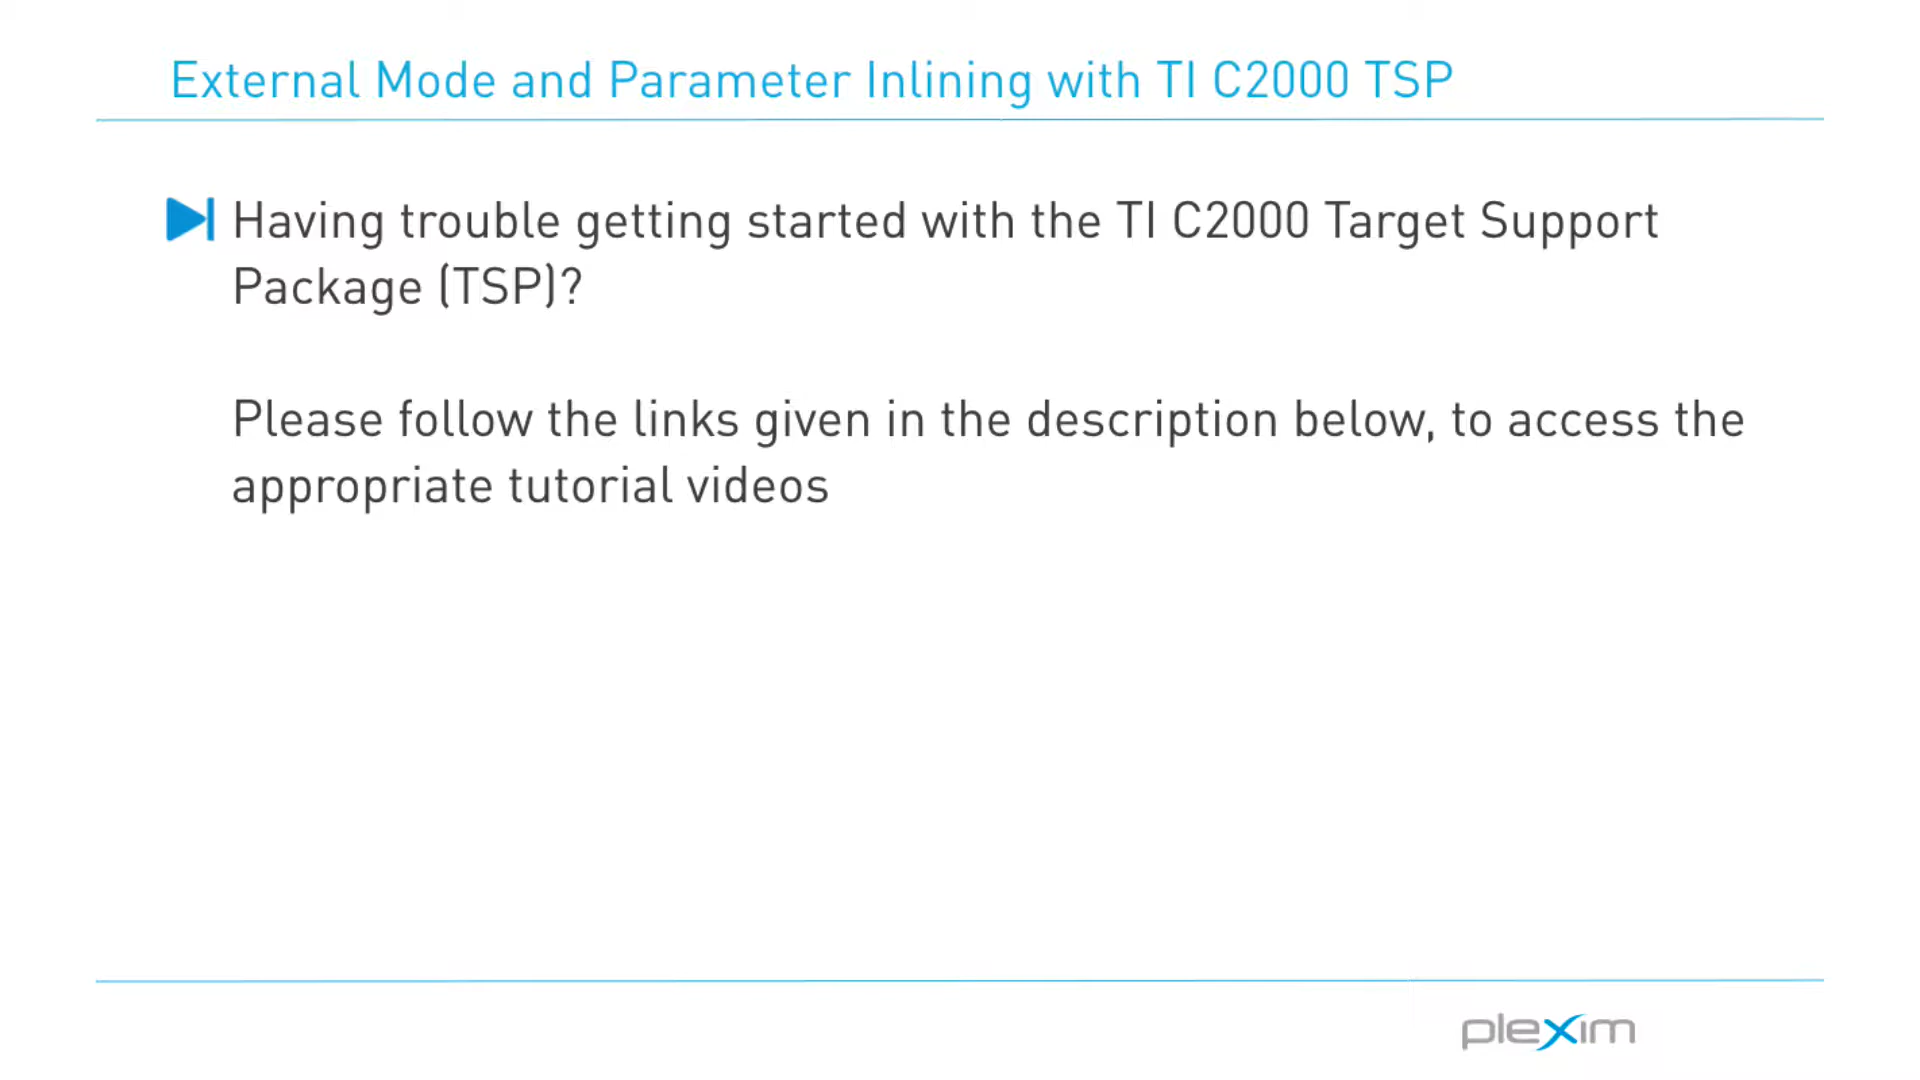 External Mode and Parameter Inlining with TI C2000 TSP
Having trouble getting started with the TI C2000 Target Support
Package (TSP)?
Please follow the links given in the description below, to access the
appropriate tutorial videos
plexim